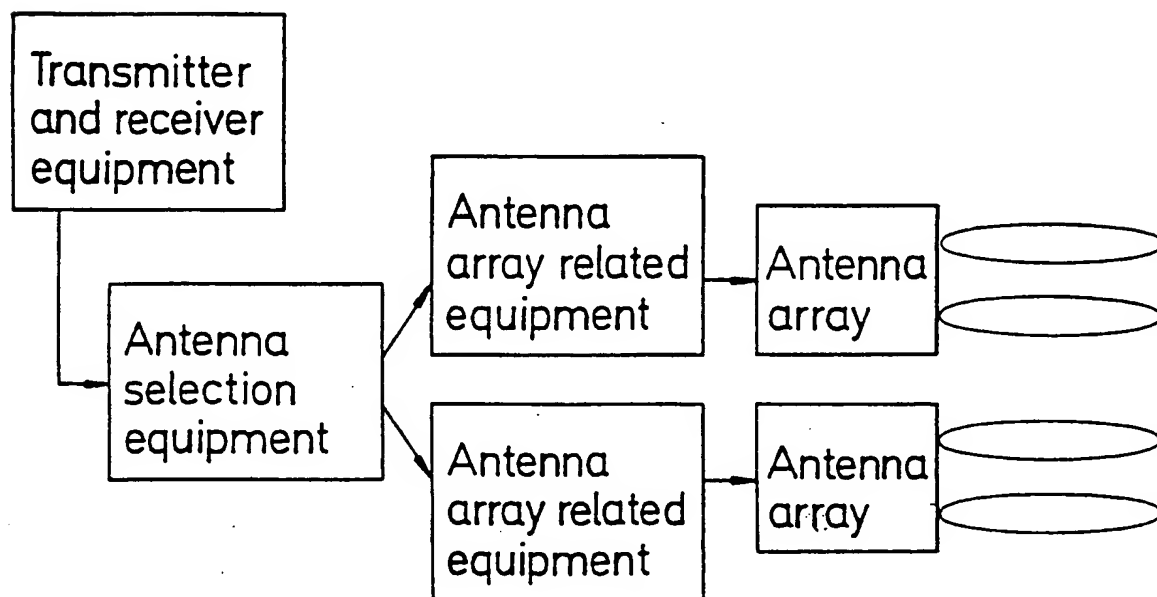 Transmitter
and receiver
equipment
Antenna
selection
equipment
Antenna
array related
equipment
Antenna
array
Antenna
array related
equipment
Antenna
array